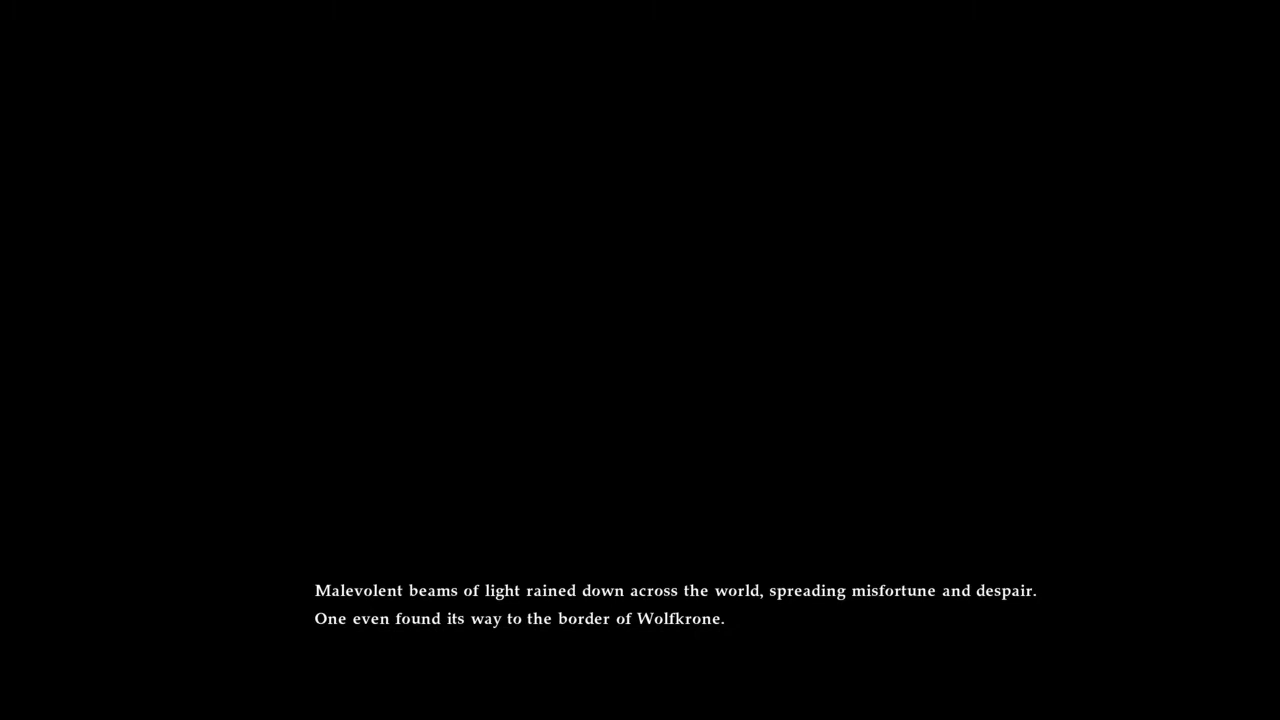 Malevolent beams of light rained down across the world, spreading misfortune and despair.
One even found its way to the border of Wolfkrone.